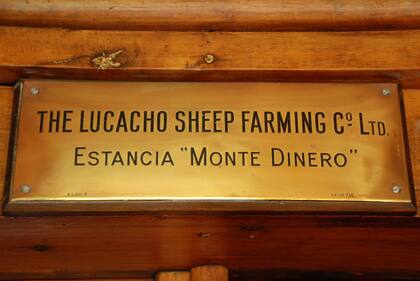 THE LUCACHO SHEEP FARMING Cº LTD.
ESTANCIA "MONTE DINERO"